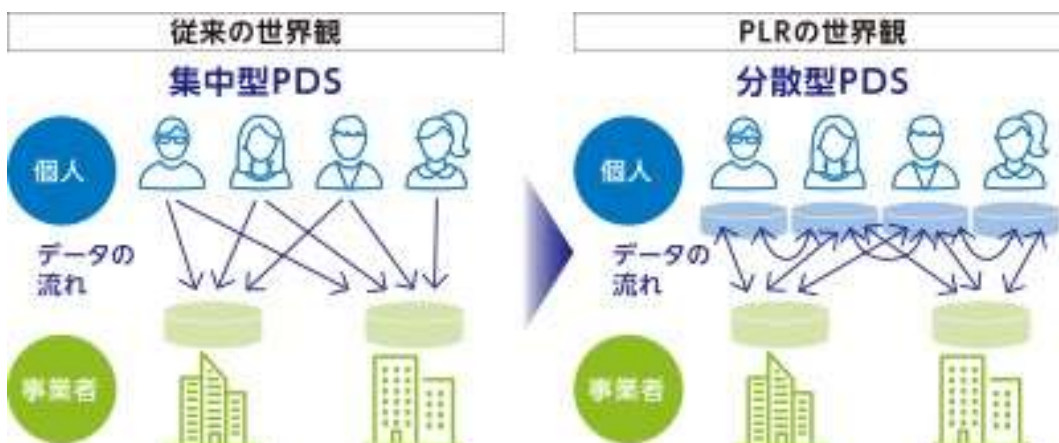 従来の世界観
集中型PDS
個人
データの
流れ
事業者
PLRの世界観
分散型PDS
個人
データの
流れ
事業者